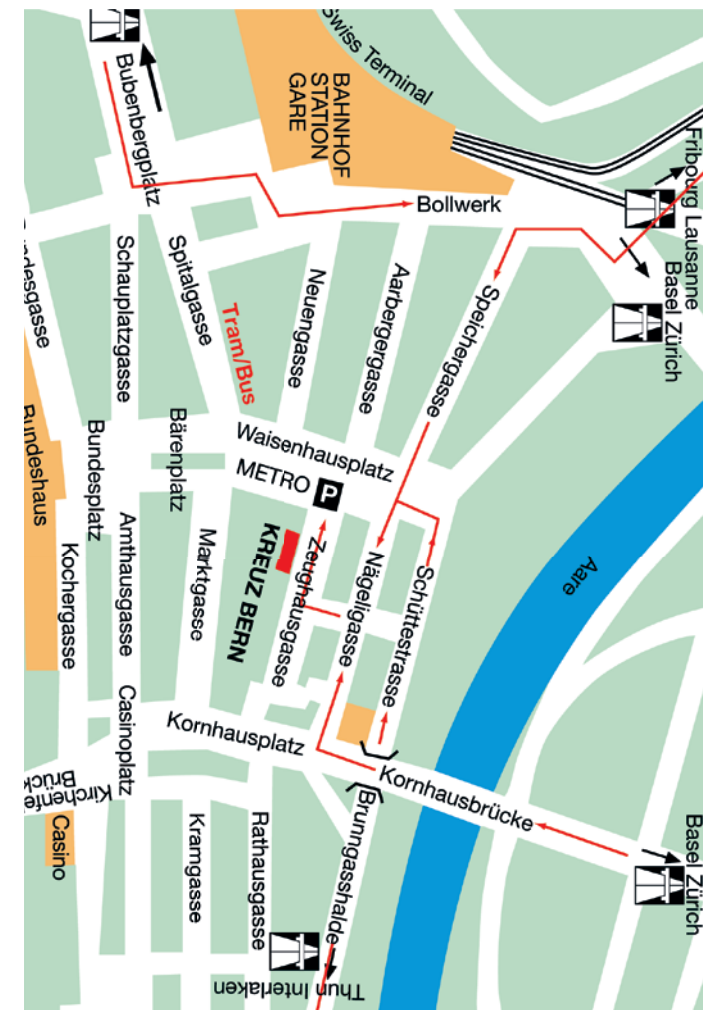 Swiss Terminal
BAHNHOF
STATION
GARE
Bubenbergplatz
Bollwerk
Fribourg Lausanne
Basel Zürich
Schauplatzgasse
Spitalgasse
Tram/Bus
Neuengasse
Aarbergergasse
Speichergasse
Bundeshaus
Bundesplatz
Bärenplatz
Waisenhausplatz
METRO P
Aare
Kochergasse
Amthausgasse
Marktgasse
KREUZ BERN
Zeughausgasse
Nägeligasse
Schüttestrasse
Casinoplatz
Kornhausplatz
Kornhausbrücke
Casino
Kramgasse
Rathausgasse
Brunngasshalde
Basel Zürich
Thun Interlaken